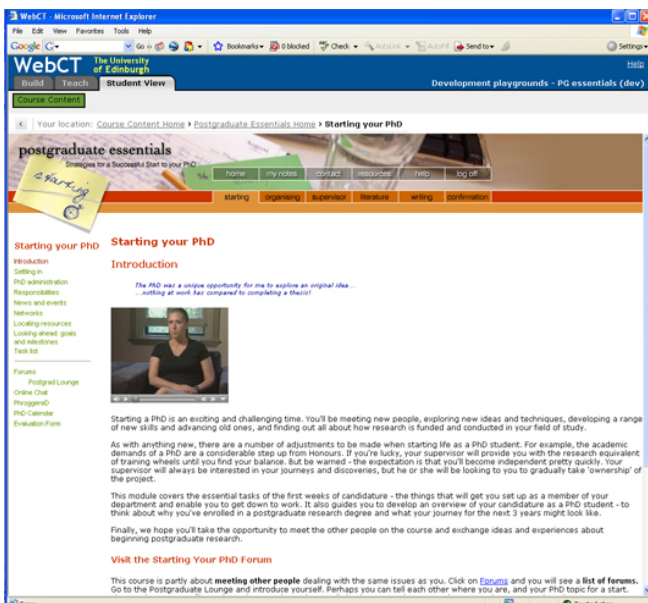 WebCT - Microsoft Internet Explorer
File Edit View Favorites Tools Help
Google G Go Bookmarks 0 blocked Check AutoLink AutoFill Send to Settings
WebCT The University of Edinburgh Help
Build Teach Student View Development playgrounds - PG essentials (dev)
Course Content
Your location: Course Content Home › Postgraduate Essentials Home › Starting your PhD
postgraduate essentials
Strategies for a Successful Start to your PhD
starting
home my notes contact resources help log off
starting organising supervisor literature writing confirmation
Starting your PhD
Introduction
Settling in
PhD administration
Responsibilities
News and events
Networks
Locating resources
Looking ahead: goals
and milestones
Task list
Forums
Postgrad Lounge
Online Chat
PhroggereD
PhD Calendar
Evaluation Form
Starting your PhD
Introduction
The PhD was a unique opportunity for me to explore an original idea...
...nothing at work has compared to completing a thesis!
Starting a PhD is an exciting and challenging time. You'll be meeting new people, exploring new ideas and techniques, developing a range
of new skills and advancing old ones, and finding out all about how research is funded and conducted in your field of study.
As with anything new, there are a number of adjustments to be made when starting life as a PhD student. For example, the academic
demands of a PhD are a considerable step up from Honours. If you're lucky, your supervisor will provide you with the research equivalent
of training wheels until you find your balance. But be warned - the expectation is that you'll become independent pretty quickly. Your
supervisor will always be interested in your journeys and discoveries, but he or she will be looking to you to gradually take 'ownership' of
the project.
This module covers the essential tasks of the first weeks of candidature - the things that will get you set up as a member of your
department and enable you to get down to work. It also guides you to develop an overview of your candidature as a PhD student - to
think about why you've enrolled in a postgraduate research degree and what your journey for the next 3 years might look like.
Finally, we hope you'll take the opportunity to meet the other people on the course and exchange ideas and experiences about
beginning postgraduate research.
Visit the Starting Your PhD Forum
This course is partly about meeting other people dealing with the same issues as you. Click on Forums and you will see a list of forums.
Go to the Postgraduate Lounge and introduce yourself. Perhaps you can tell each other where you are, and your PhD topic for a start.